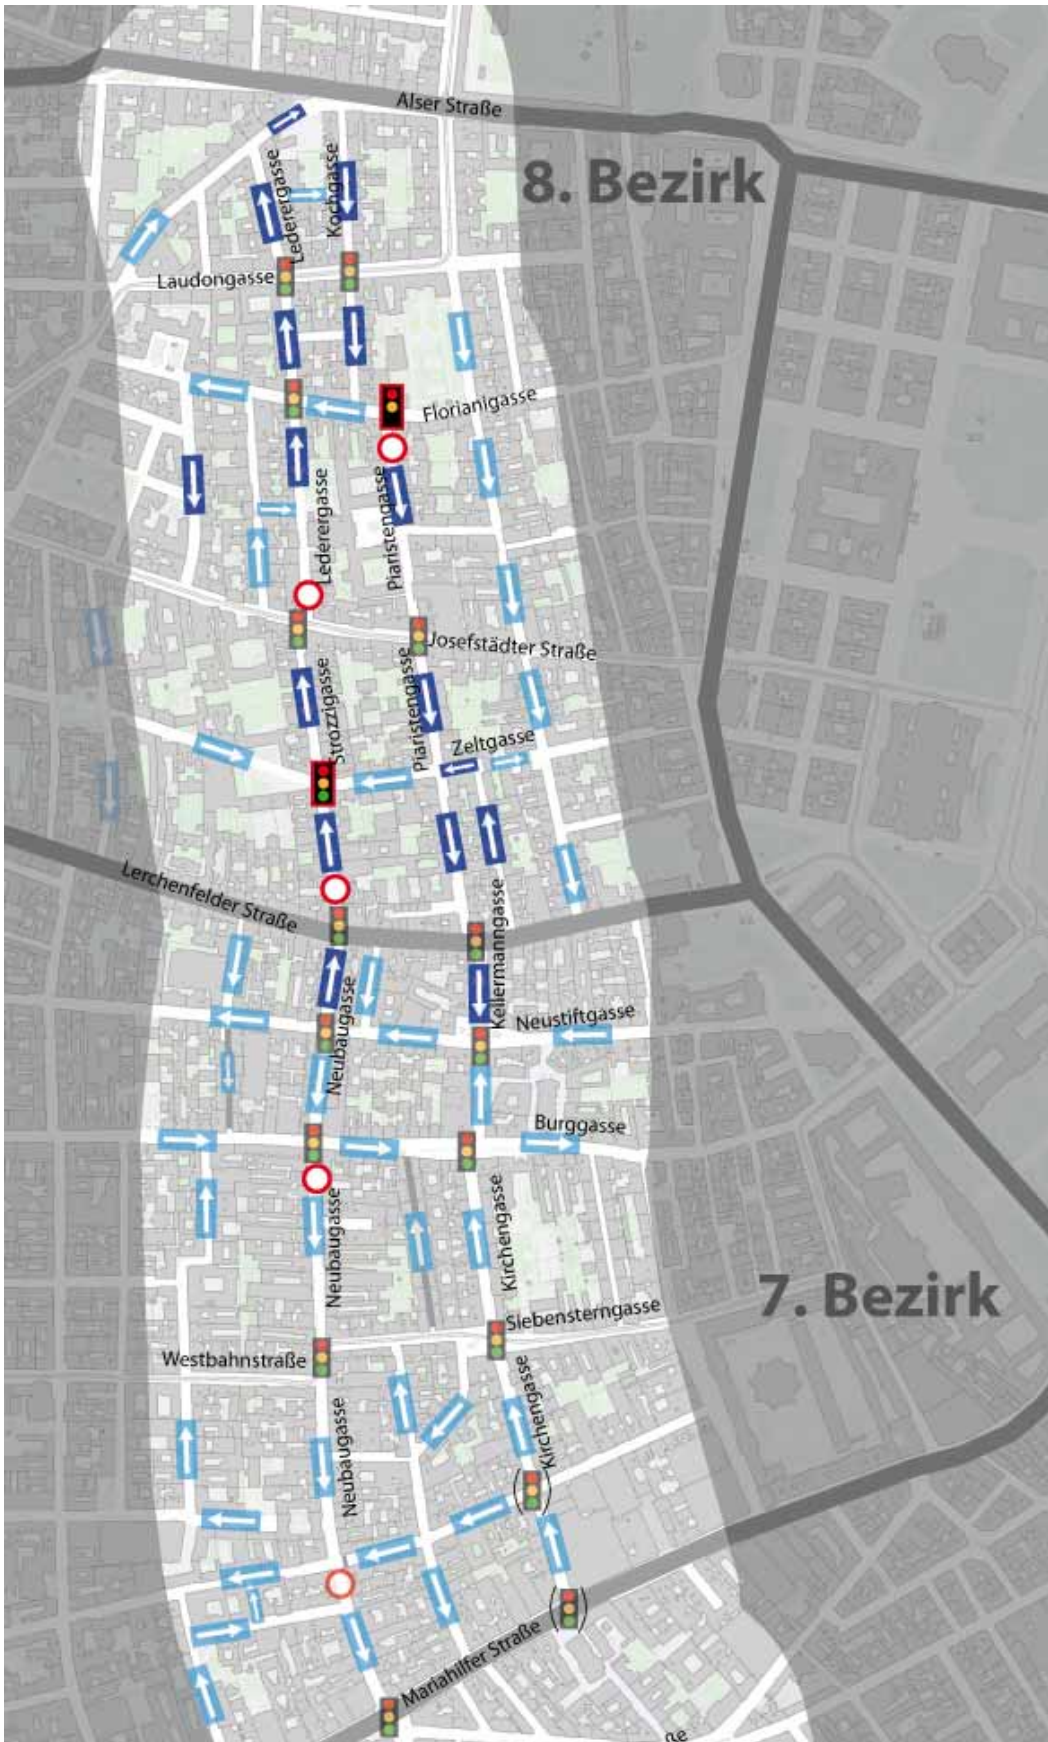 Alser Straße
8. Bezirk
Lederergasse
Kochgasse
Laudongasse
Florianigasse
Lederergasse
Piaristengasse
Josefstädter Straße
Strozzigasse
Piaristengasse
Zeltgasse
Lerchenfelder Straße
Kellermanngasse
Neubaugasse
Neustiftgasse
Burggasse
Neubaugasse
Kirchengasse
7. Bezirk
Siebensterngasse
Westbahnstraße
Kirchengasse
Neubaugasse
Mariahilfer Straße
ße